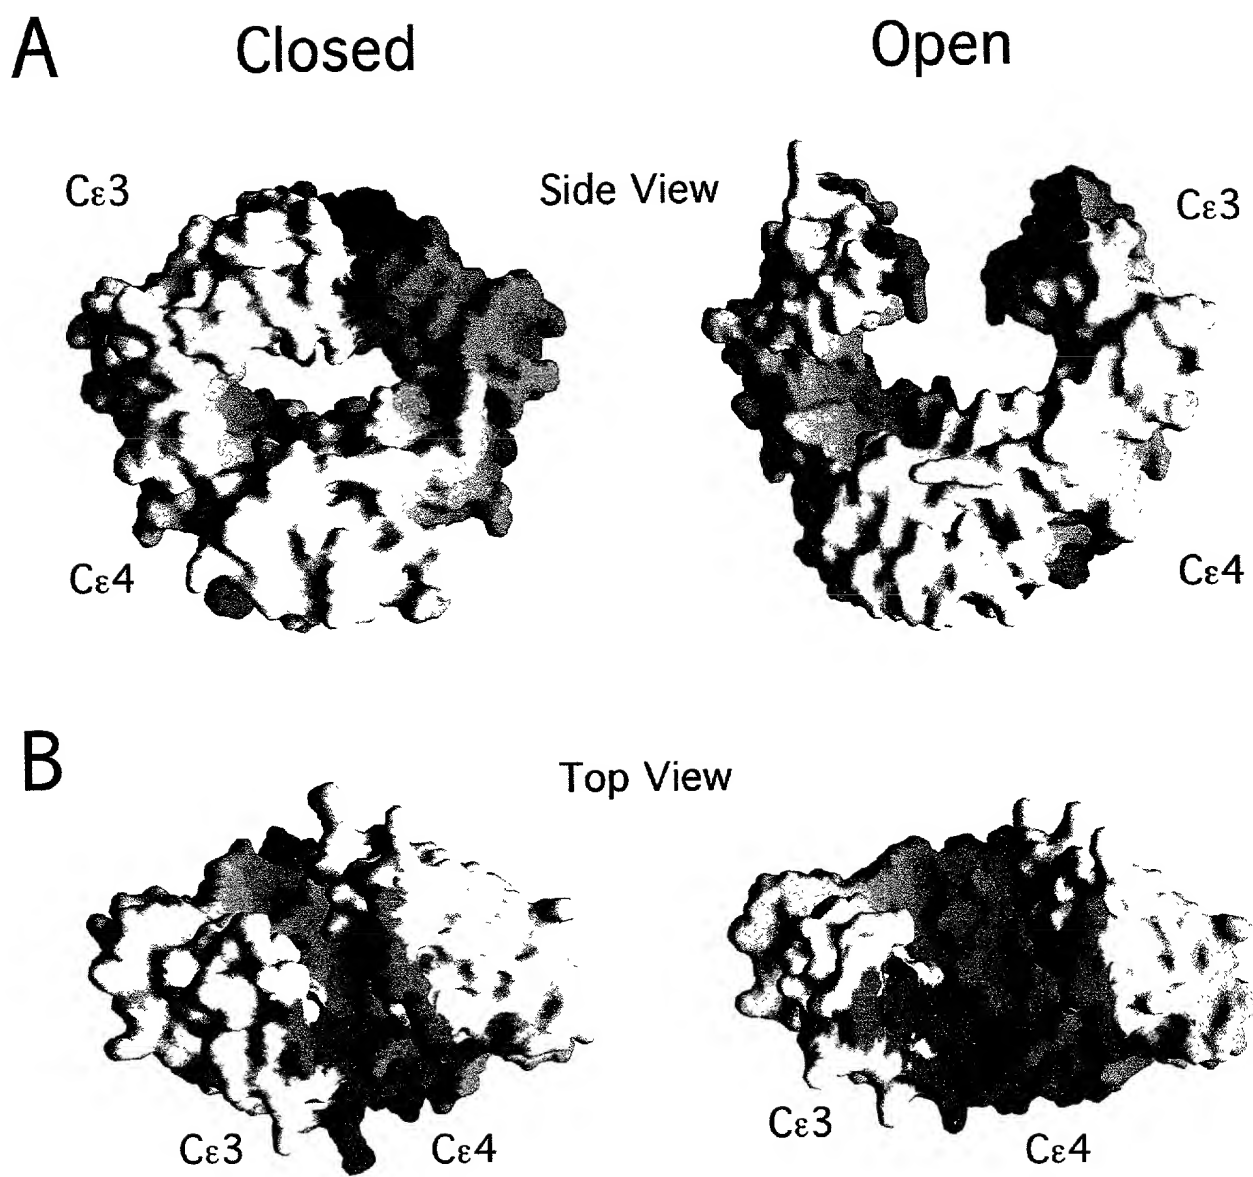 A Closed Open
Cε3 Side View Cε3
Cε4 Cε4
B Top View
Cε3 Cε4 Cε3 Cε4